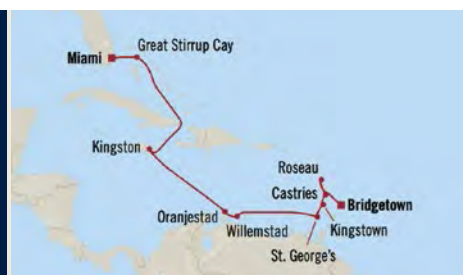 Great Stirrup Cay
Miami
Kingston
Roseau
Castries
Bridgetown
Oranjestad
Willemstad
Kingstown
St. George's